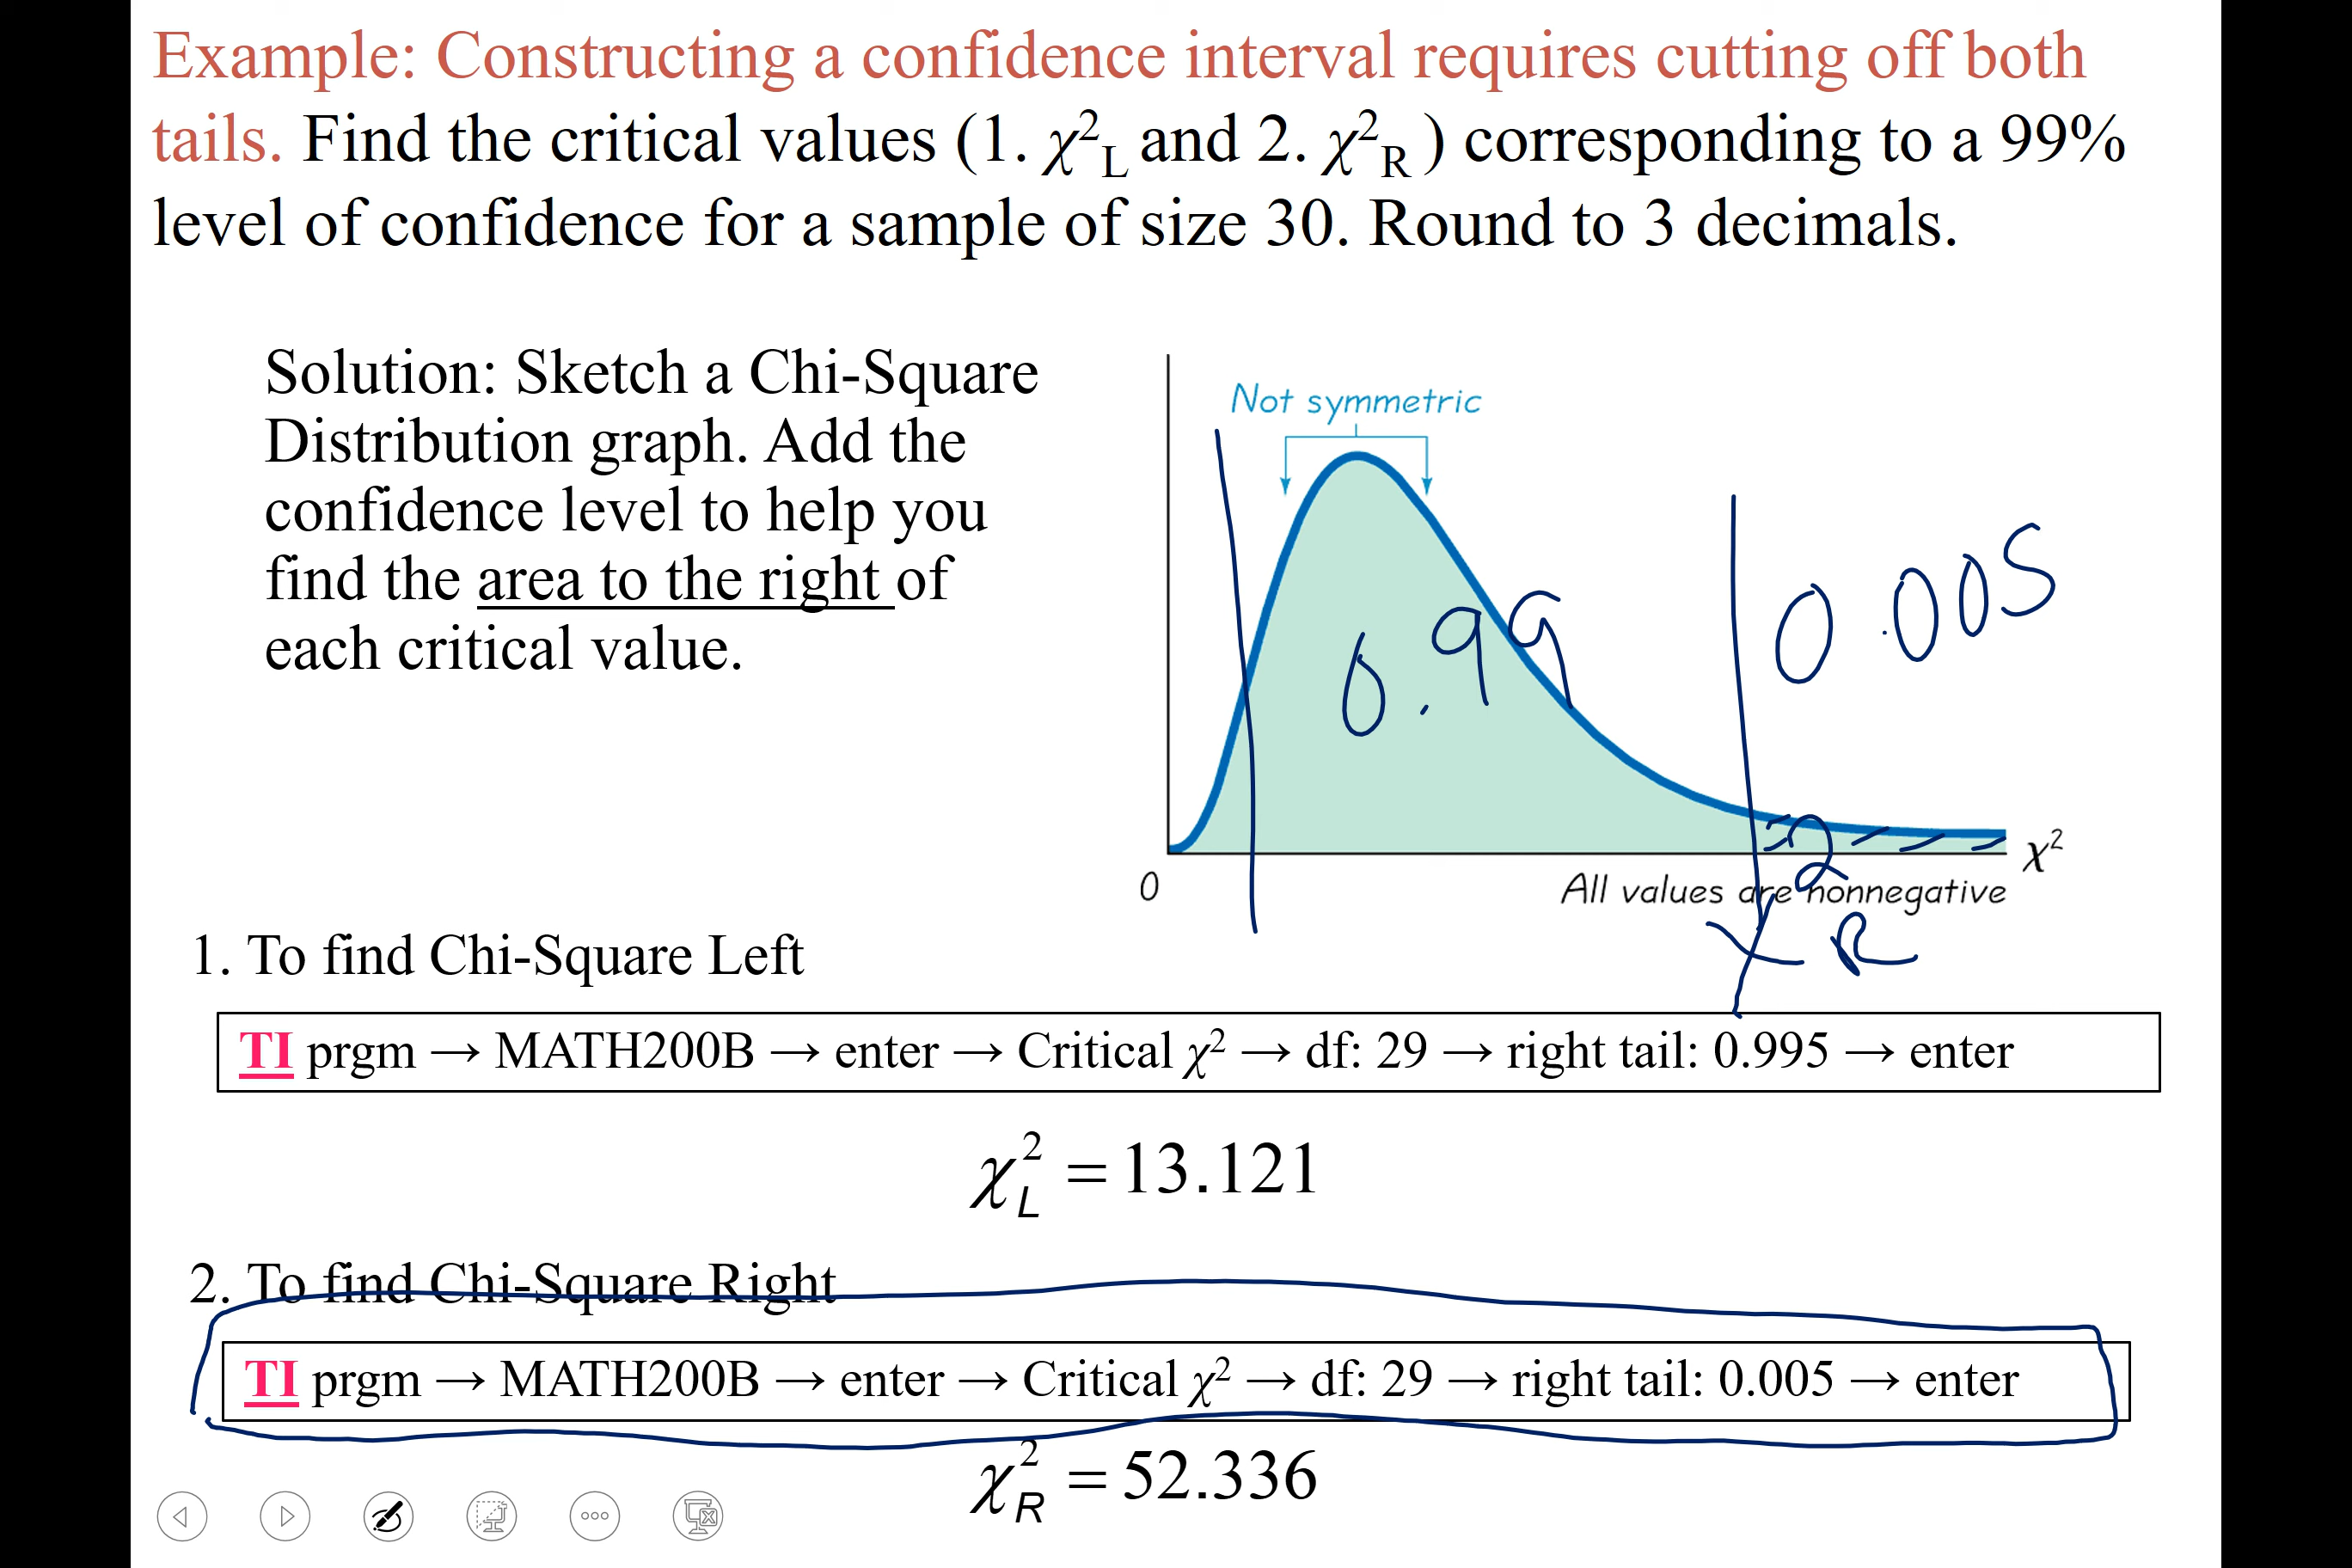 Example: Constructing a confidence interval requires cutting off both
tails. Find the critical values (1. χ²L and 2. χ²R ) corresponding to a 99%
level of confidence for a sample of size 30. Round to 3 decimals.
Solution: Sketch a Chi-Square
Distribution graph. Add the
confidence level to help you
find the area to the right of
each critical value.
Not symmetric
0.99
0.005
χ²
0
All values are nonnegative
χ²R
1. To find Chi-Square Left
TI prgm → MATH200B → enter → Critical χ² → df: 29 → right tail: 0.995 → enter
χ²L = 13.121
2. To find Chi-Square Right
TI prgm → MATH200B → enter → Critical χ² → df: 29 → right tail: 0.005 → enter
χ²R = 52.336